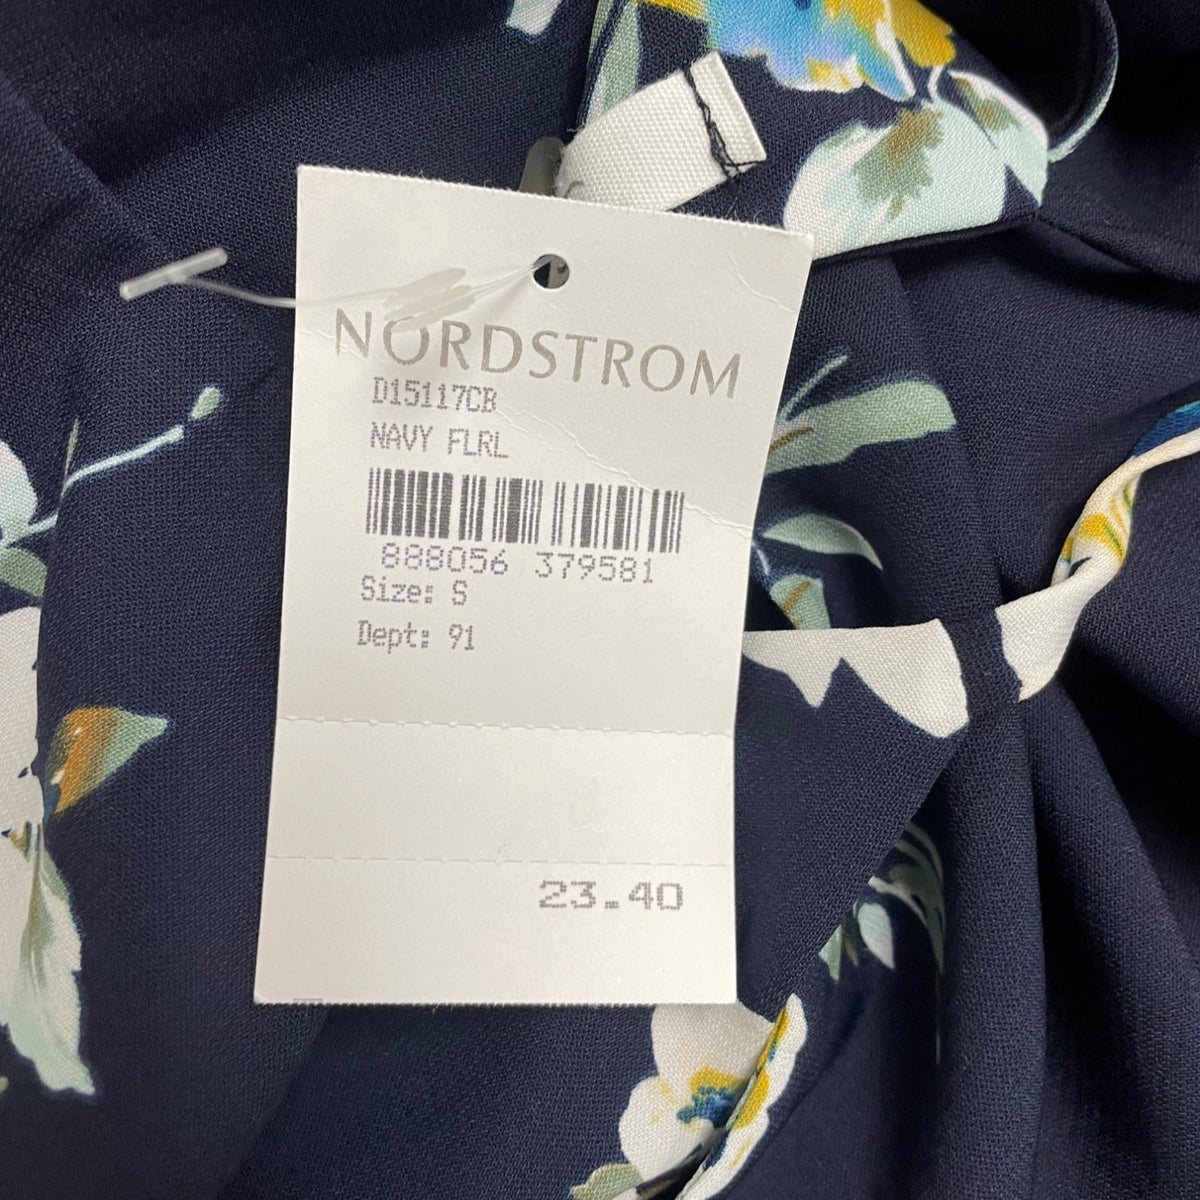 NORDSTROM
D15117CB
NAVY FLRL
888056 379581
Size: S
Dept: 91
23.40